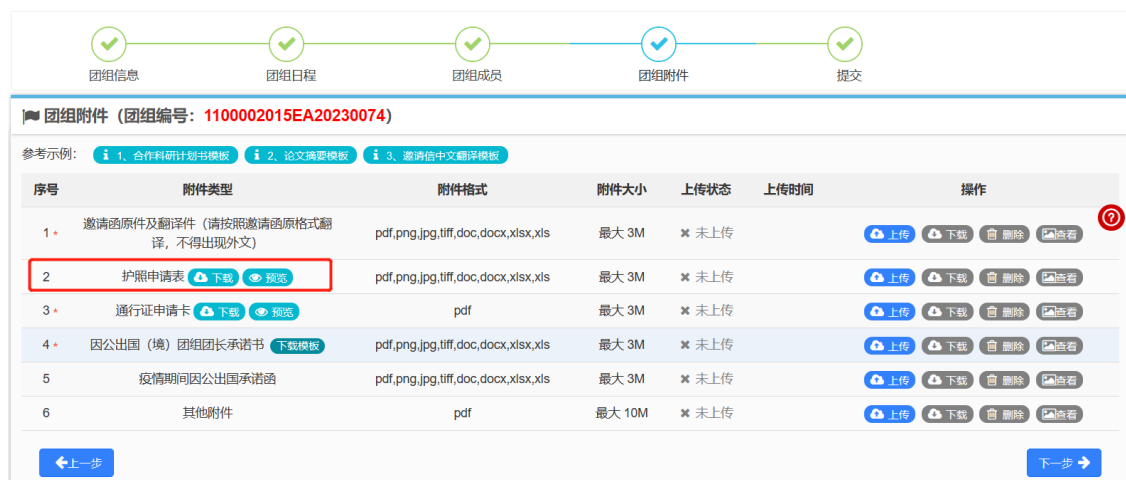 团组信息 团组日程 团组成员 团组附件 提交
团组附件（团组编号：1100002015EA20230074）
参考示例： 1、合作科研计划书模板 2、论文摘要模板 3、邀请信中文翻译模板
序号 附件类型 附件格式 附件大小 上传状态 上传时间 操作
1 * 邀请函原件及翻译件（请按照邀请函原格式翻
译，不得出现外文） pdf,png,jpg,tiff,doc,docx,xlsx,xls 最大 3M 未上传 上传 下载 删除 查看
2 护照申请表 下载 预览 pdf,png,jpg,tiff,doc,docx,xlsx,xls 最大 3M 未上传 上传 下载 删除 查看
3 * 通行证申请卡 下载 预览 pdf 最大 3M 未上传 上传 下载 删除 查看
4 * 因公出国（境）团组团长承诺书 下载模板 pdf,png,jpg,tiff,doc,docx,xlsx,xls 最大 3M 未上传 上传 下载 删除 查看
5 疫情期间因公出国承诺函 pdf,png,jpg,tiff,doc,docx,xlsx,xls 最大 3M 未上传 上传 下载 删除 查看
6 其他附件 pdf 最大 10M 未上传 上传 下载 删除 查看
上一步 下一步